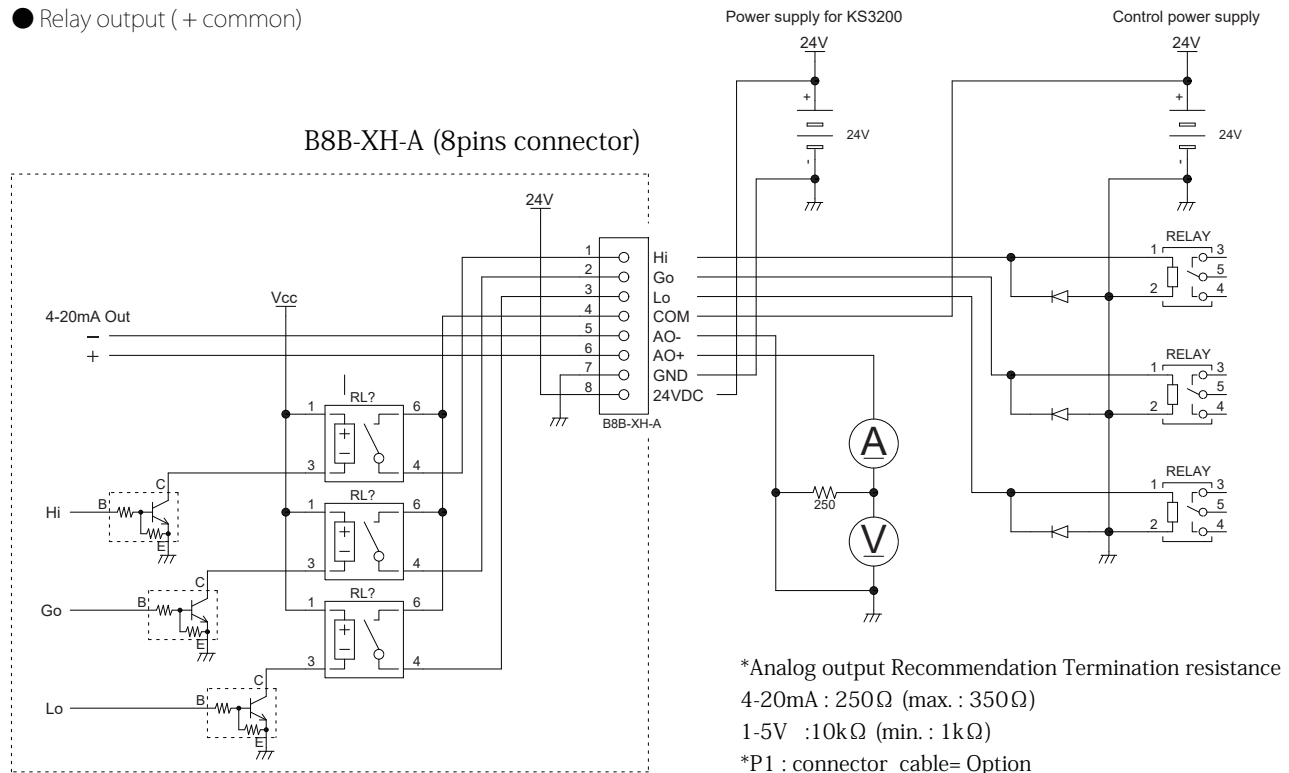 ● Relay output ( + common)
Power supply for KS3200
Control power supply
24V
24V
+
24V
-
+
24V
-
B8B-XH-A (8pins connector)
24V
1
2
3
4
5
6
7
8
Hi
Go
Lo
COM
AO-
AO+
GND
24VDC
B8B-XH-A
4-20mA Out
−
+
Vcc
RL?
1
6
3
4
+
−
RL?
1
6
3
4
+
−
RL?
1
6
3
4
+
−
Hi
B
C
E
Go
B
C
E
Lo
B
C
E
A
250
V
RELAY
1
3
5
2
4
RELAY
1
3
5
2
4
RELAY
1
3
5
2
4
*Analog output Recommendation Termination resistance
4-20mA : 250Ω (max. : 350Ω)
1-5V :10kΩ (min. : 1kΩ)
*P1 : connector cable= Option